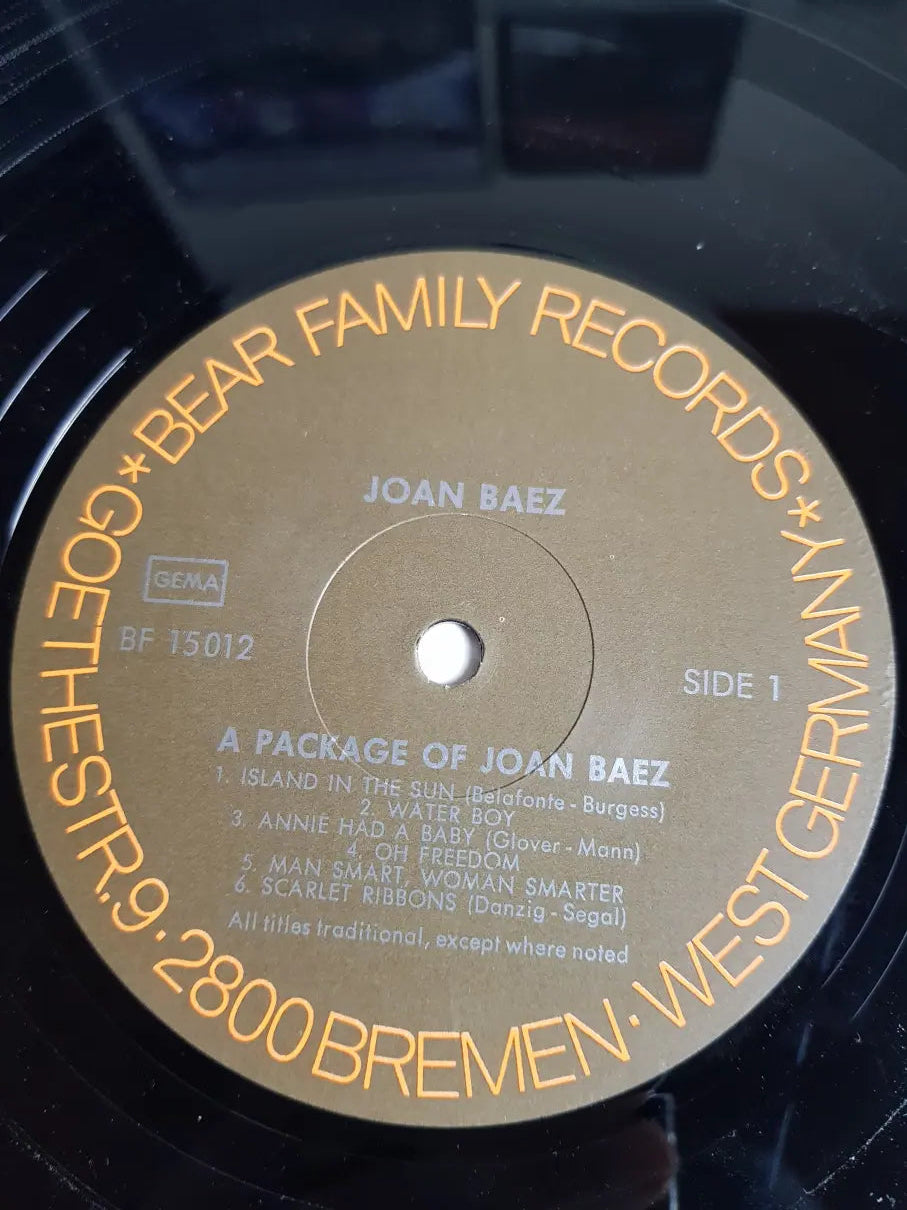 *BEAR FAMILY RECORDS*
GOETHESTR.9·2800 BREMEN·WEST GERMANY
JOAN BAEZ
GEMA
BF 15012
SIDE 1
A PACKAGE OF JOAN BAEZ
1. ISLAND IN THE SUN (Belafonte - Burgess)
2. WATER BOY
3. ANNIE HAD A BABY (Glover - Mann)
4. OH FREEDOM
5. MAN SMART, WOMAN SMARTER
6. SCARLET RIBBONS (Danzig - Segal)
All titles traditional, except where noted